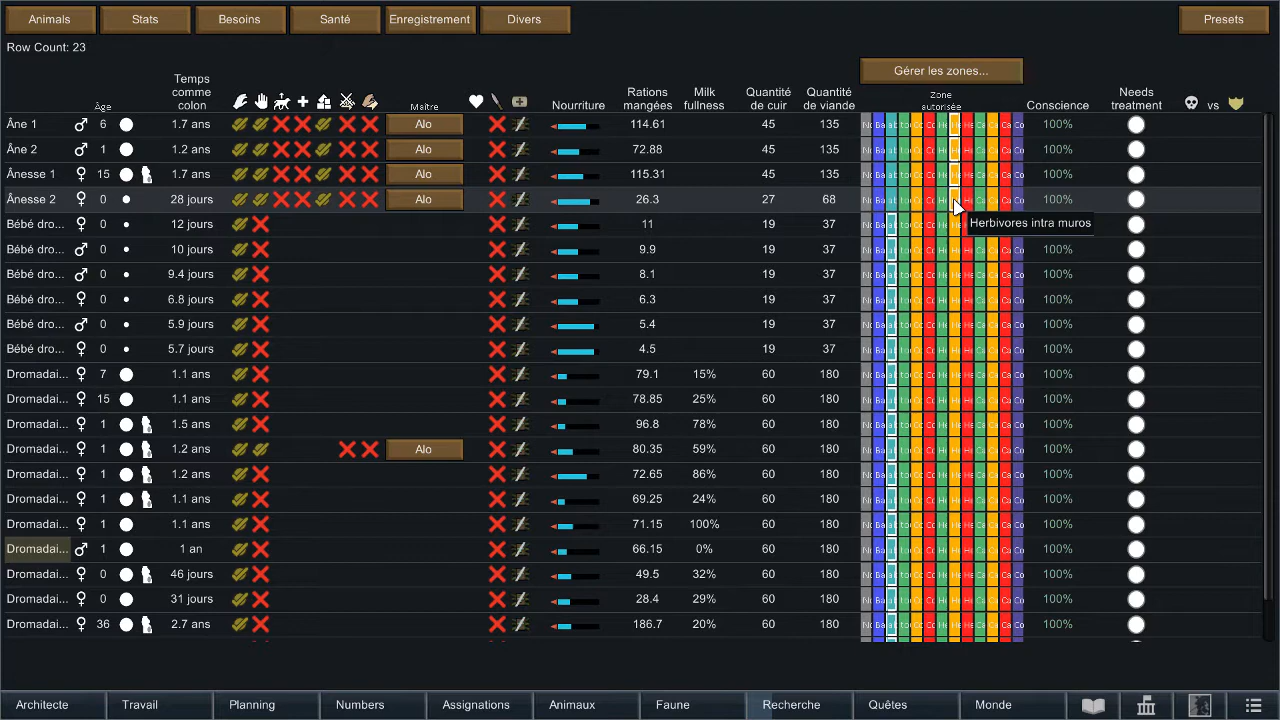 Animals Stats Besoins Santé Enregistrement Divers Presets
Row Count: 23
Gérer les zones...
Âge Temps comme colon Maître Nourriture Rations mangées Milk fullness Quantité de cuir Quantité de viande Zone autorisée Conscience Needs treatment vs
Âne 1 6 1.7 ans Alo 114.61 45 135 100%
Âne 2 1 1.2 ans Alo 72.88 45 135 100%
Ânesse 1 15 1.7 ans Alo 115.31 45 135 100%
Ânesse 2 0 28 jours Alo 26.3 27 68 100%
Herbivores intra muros
Bébé dro... 0 12 jours 11 19 37
Bébé dro... 0 10 jours 9.9 19 37 100%
Bébé dro... 0 9.4 jours 8.1 19 37 100%
Bébé dro... 0 6.8 jours 6.3 19 37 100%
Bébé dro... 0 5.9 jours 5.4 19 37 100%
Bébé dro... 0 5.7 jours 4.5 19 37 100%
Dromadai... 7 1.1 ans 79.1 15% 60 180 100%
Dromadai... 15 1.1 ans 78.85 25% 60 180 100%
Dromadai... 1 1.5 ans 96.8 78% 60 180 100%
Dromadai... 1 1.2 ans Alo 80.35 59% 60 180 100%
Dromadai... 1 1.2 ans 72.65 86% 60 180 100%
Dromadai... 1 1.1 ans 69.25 24% 60 180 100%
Dromadai... 1 1.1 ans 71.15 100% 60 180 100%
Dromadai... 1 1 an 66.15 0% 60 180 100%
Dromadai... 0 46 jours 49.5 32% 60 180 100%
Dromadai... 0 31 jours 28.4 29% 60 180 100%
Dromadai... 36 2.7 ans 186.7 20% 60 180 100%
Architecte Travail Planning Numbers Assignations Animaux Faune Recherche Quêtes Monde